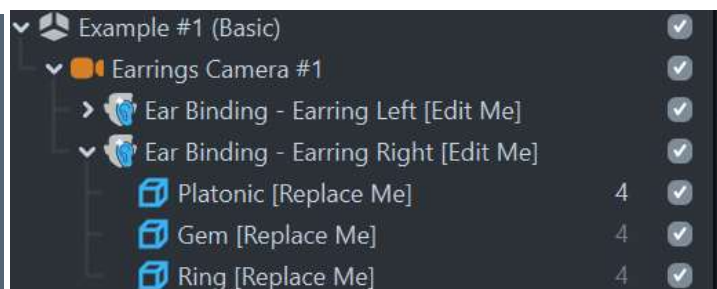 Example #1 (Basic)
Earrings Camera #1
Ear Binding - Earring Left [Edit Me]
Ear Binding - Earring Right [Edit Me]
Platonic [Replace Me] 4
Gem [Replace Me] 4
Ring [Replace Me] 4